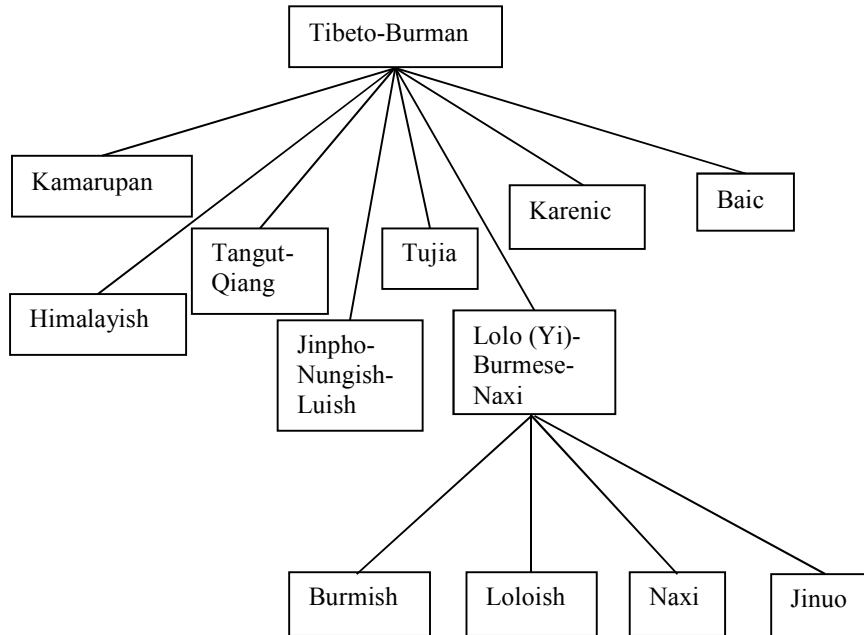 Tibeto-Burman
Kamarupan
Karenic
Baic
Tangut-
Qiang
Tujia
Himalayish
Jinpho-
Nungish-
Luish
Lolo (Yi)-
Burmese-
Naxi
Burmish
Loloish
Naxi
Jinuo